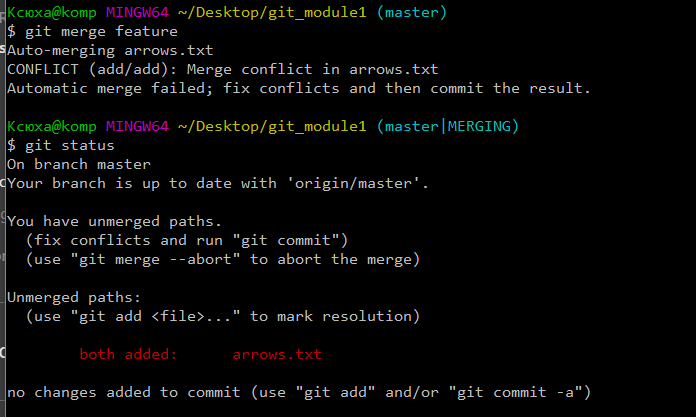 Ксюха@komp MINGW64 ~/Desktop/git_module1 (master)
$ git merge feature
Auto-merging arrows.txt
CONFLICT (add/add): Merge conflict in arrows.txt
Automatic merge failed; fix conflicts and then commit the result.
Ксюха@komp MINGW64 ~/Desktop/git_module1 (master|MERGING)
$ git status
On branch master
Your branch is up to date with 'origin/master'.
You have unmerged paths.
(fix conflicts and run "git commit")
(use "git merge --abort" to abort the merge)
Unmerged paths:
(use "git add <file>..." to mark resolution)
both added: arrows.txt
no changes added to commit (use "git add" and/or "git commit -a")